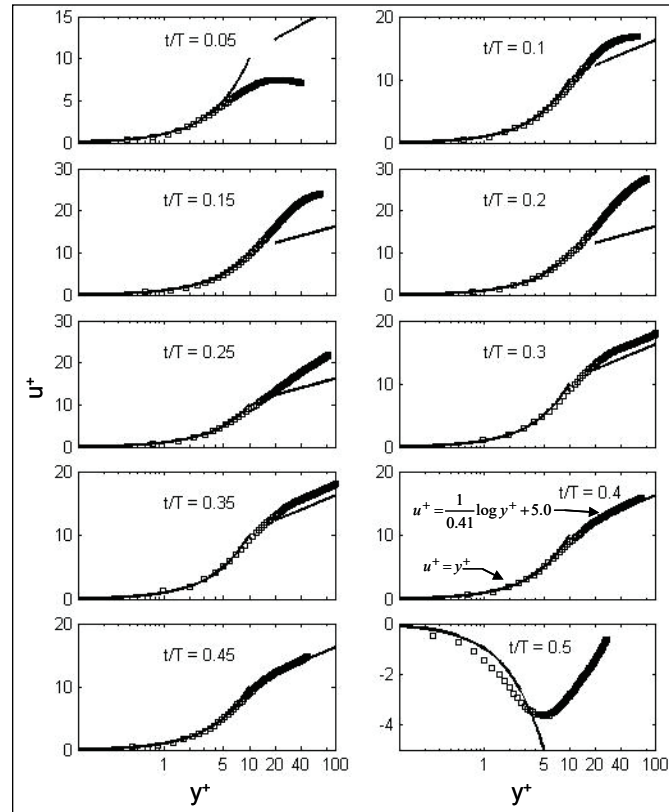 15
10
5
0
t/T = 0.05
20
10
0
t/T = 0.1
30
20
10
0
t/T = 0.15
30
20
10
0
t/T = 0.2
30
20
10
0
t/T = 0.25
20
10
0
t/T = 0.3
u⁺
20
10
0
t/T = 0.35
20
10
0
t/T = 0.4
u⁺ = 1/0.41 log y⁺ + 5.0
u⁺ = y⁺
20
10
0
t/T = 0.45
1 5 10 20 40 100
y⁺
0
-2
-4
t/T = 0.5
1 5 10 20 40 100
y⁺